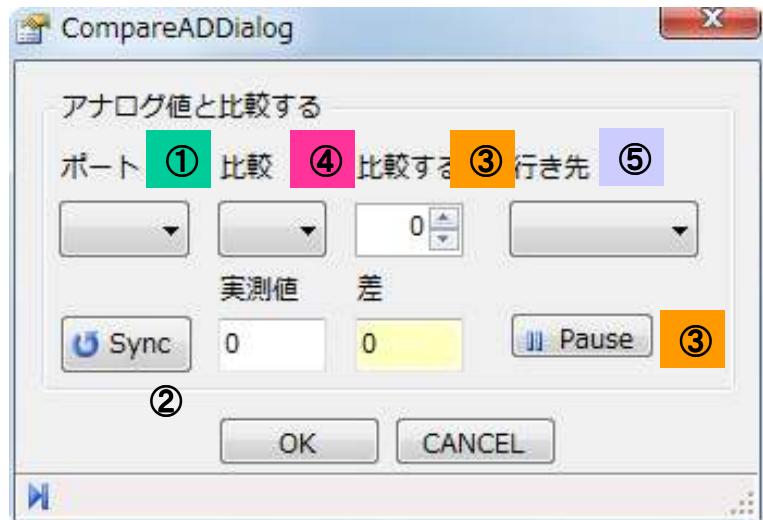 CompareADDialog
アナログ値と比較する
ポート ① 比較 ④ 比較する ③ 行き先 ⑤
0
実測値 差
Sync 0 0 Pause ③
②
OK CANCEL